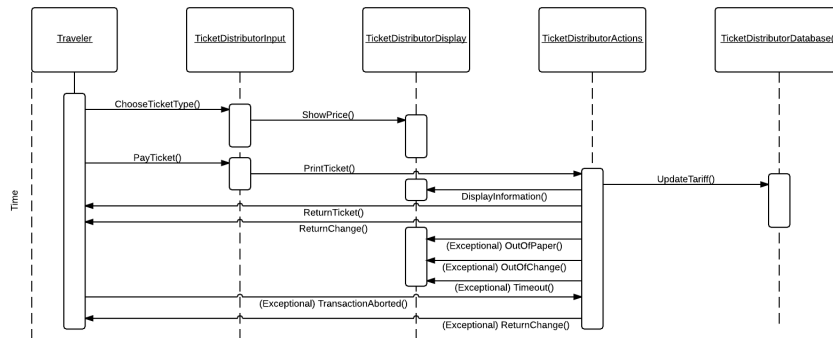 Traveler
TicketDistributorInput
TicketDistributorDisplay
TicketDistributorActions
TicketDistributorDatabase(
ChooseTicketType()
ShowPrice()
PayTicket()
PrintTicket()
UpdateTariff()
DisplayInformation()
Time
ReturnTicket()
ReturnChange()
(Exceptional) OutOfPaper()
(Exceptional) OutOfChange()
(Exceptional) Timeout()
(Exceptional) TransactionAborted()
(Exceptional) ReturnChange()